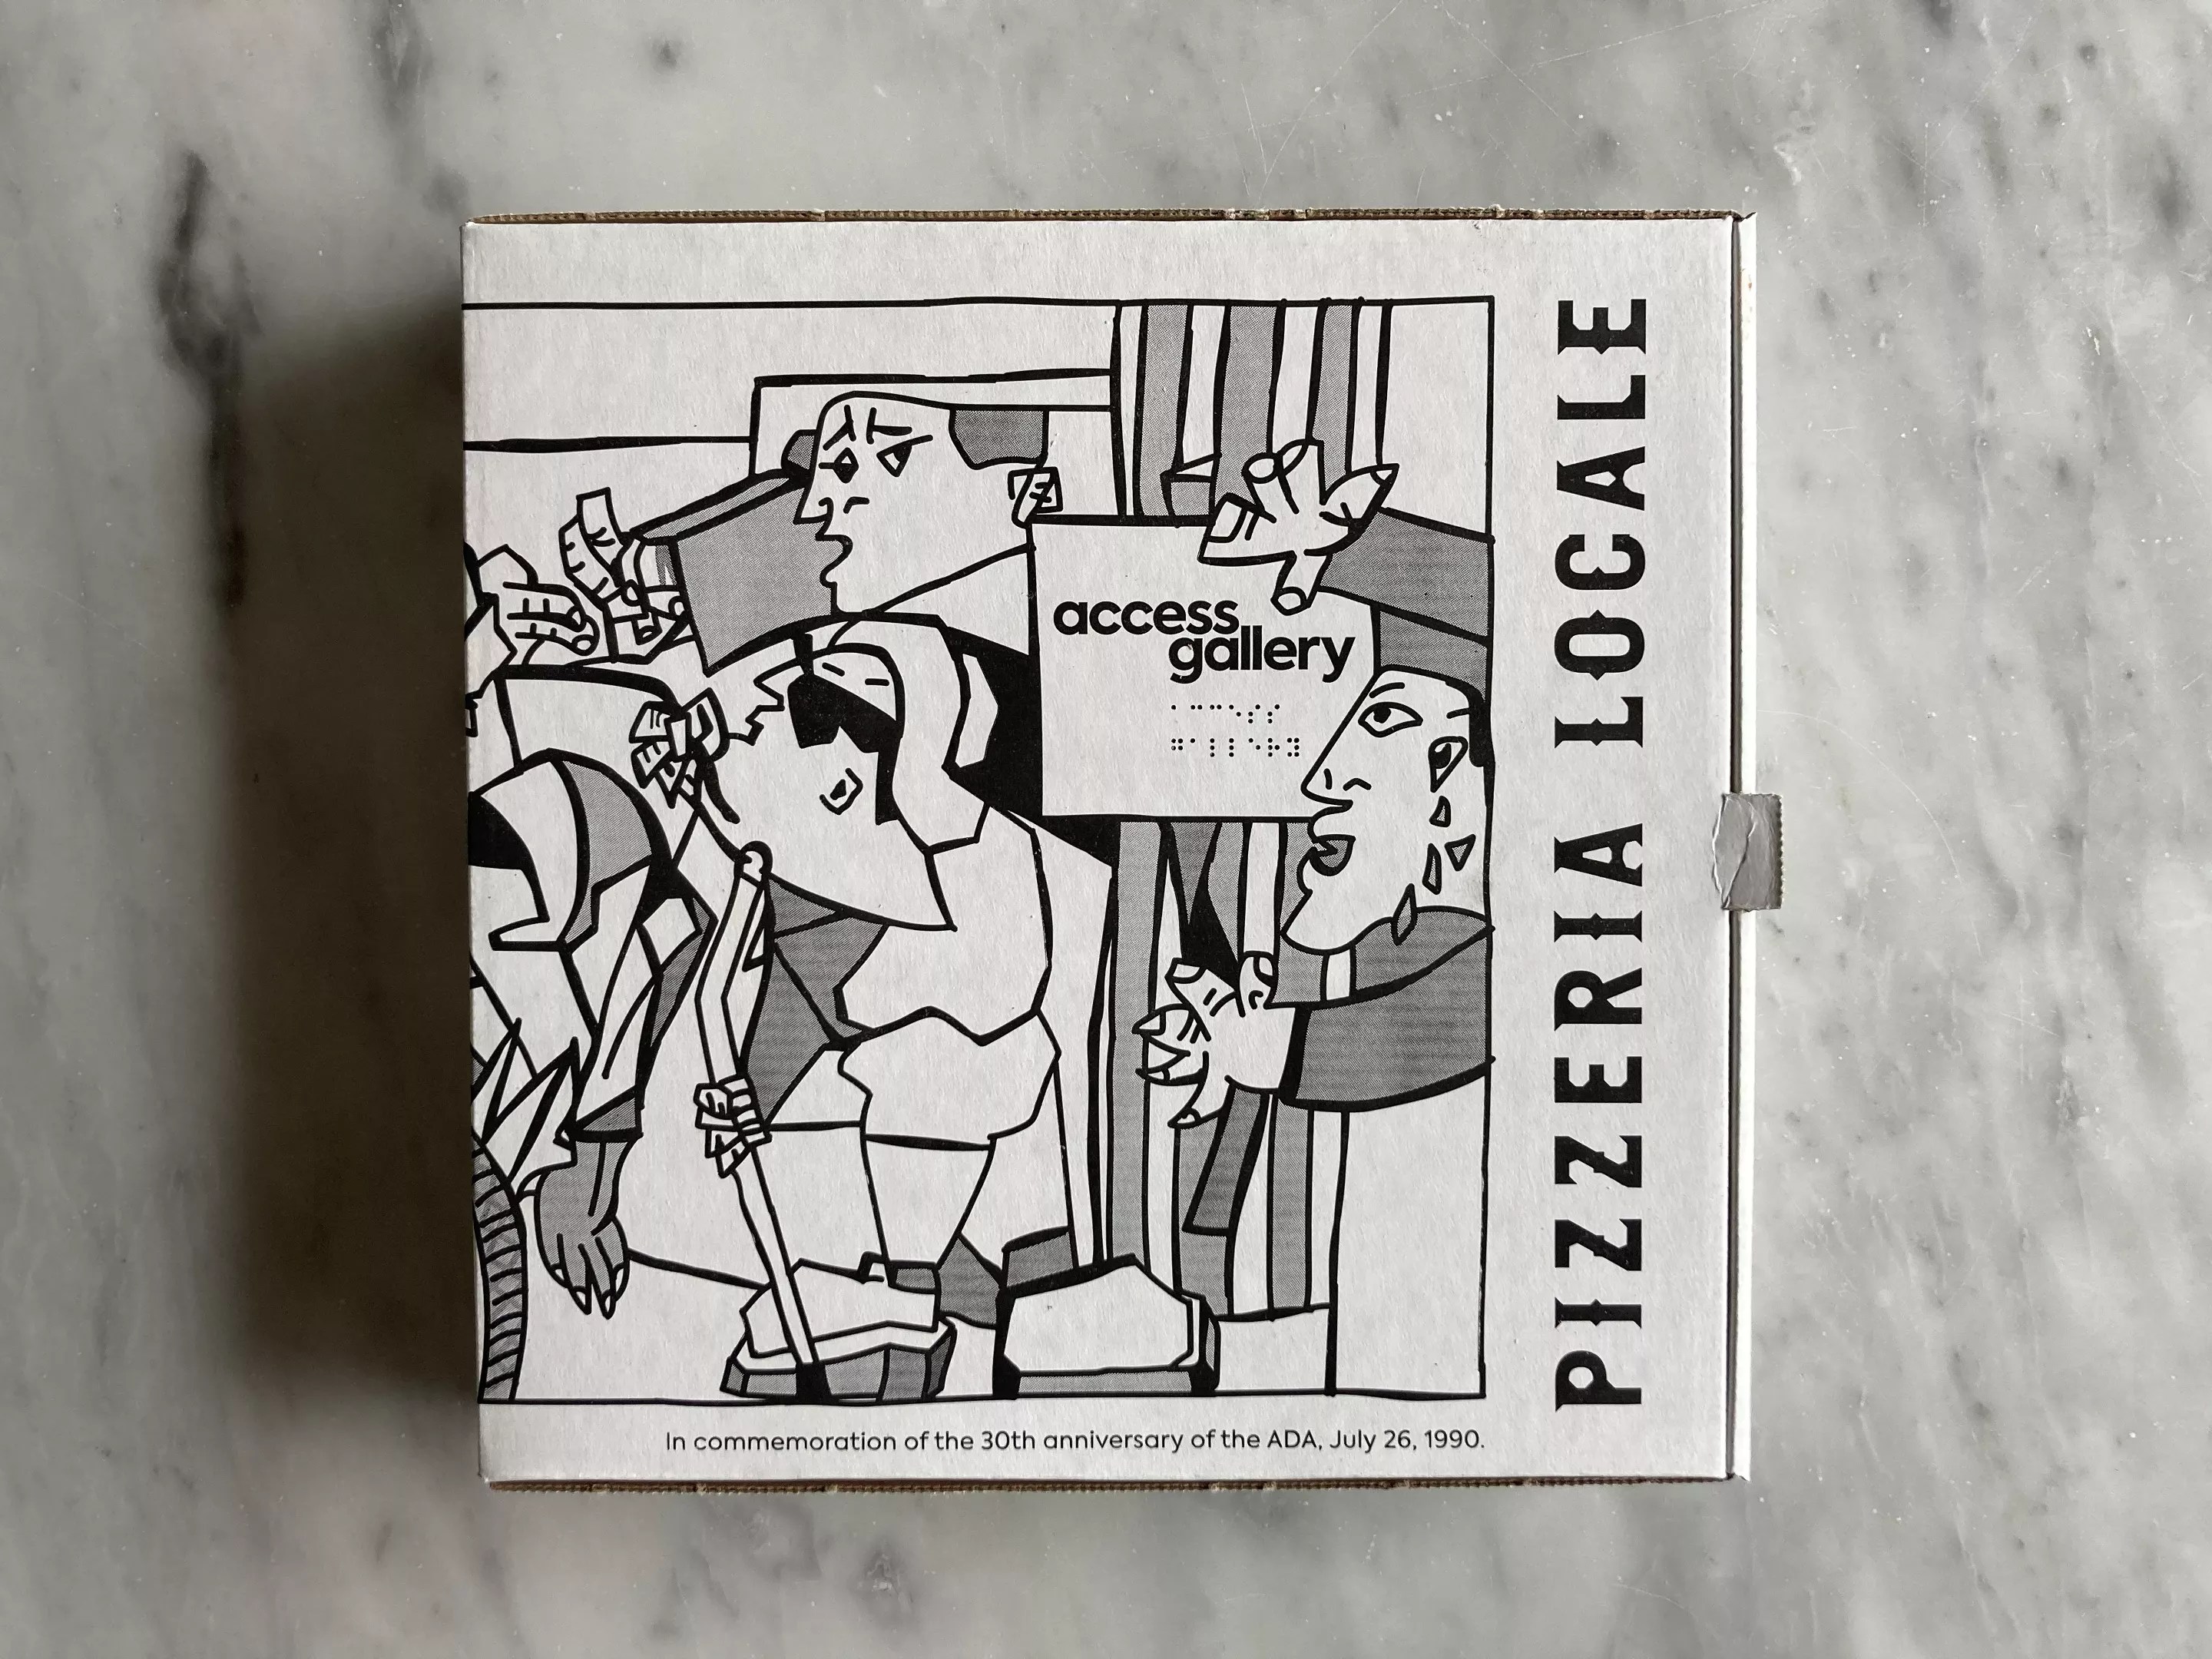 access
gallery
⠁⠉⠉⠑⠎⠎
⠛⠁⠇⠇⠑⠗⠽
PIZZERIA LOCALE
In commemoration of the 30th anniversary of the ADA, July 26, 1990.